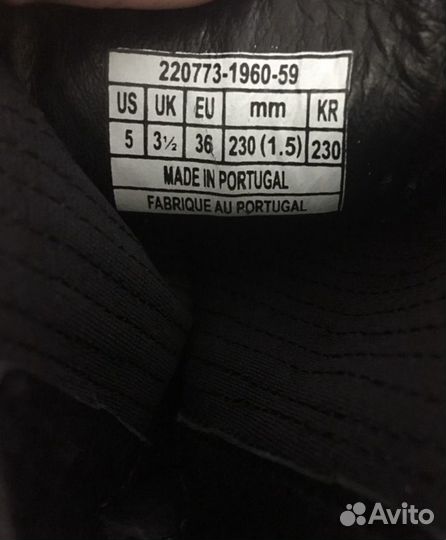 220773-1960-59
US UK EU mm KR
5 3½ 36 230 (1.5) 230
MADE IN PORTUGAL
FABRIQUE AU PORTUGAL
Avito